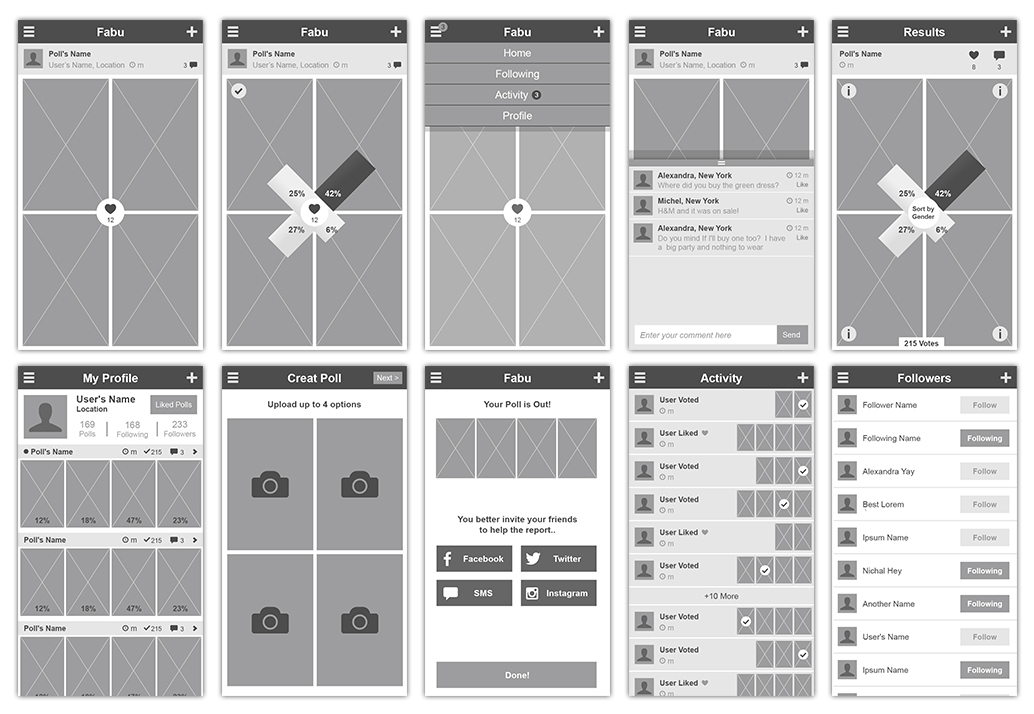 Fabu
Poll's Name
User's Name, Location m
3
12
Fabu
Poll's Name
User's Name, Location m
3
25% 42%
12
27% 6%
3
Fabu
Home
Following
Activity 3
Profile
12
Fabu
Poll's Name
User's Name, Location m
3
Alexandra, New York 12 m
Where did you buy the green dress? Like
Michel, New York 12 m
H&M and it was on sale! Like
Alexandra, New York 12 m
Do you mind If I'll buy one too? I have Like
a big party and nothing to wear
Enter your comment here Send
Results
Poll's Name
m
8 3
i i
25% 42%
Sort by
Gender
27% 6%
i i
215 Votes
My Profile
User's Name
Location
Liked Polls
169 168 233
Polls Following Followers
Poll's Name m 215 3 >
12% 18% 47% 23%
Poll's Name m 215 3 >
12% 18% 47% 23%
Poll's Name m 215 3 >
12% 18% 47% 23%
Creat Poll Next >
Upload up to 4 options
Fabu
Your Poll is Out!
You better invite your friends
to help the report..
Facebook Twitter
SMS Instagram
Done!
Activity
User Voted
m
User Liked
m
User Voted
m
User Voted
m
User Liked
m
User Voted
m
+10 More
User Voted
m
User Voted
m
User Liked
m
Followers
Follower Name Follow
Following Name Following
Alexandra Yay Follow
Best Lorem Follow
Ipsum Name Follow
Nichal Hey Following
Another Name Following
User's Name Follow
Ipsum Name Following